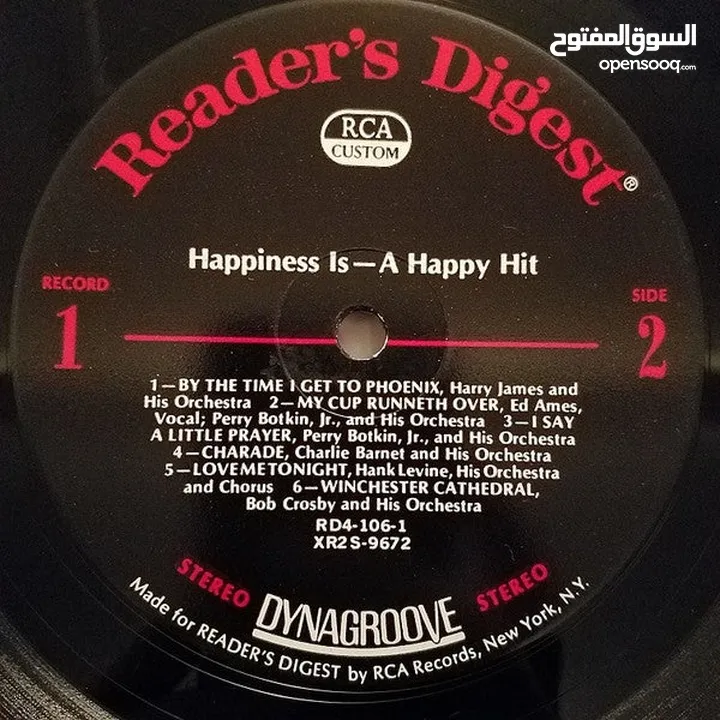 السوق المفتوح
opensooq.com
Reader's Digest®
RCA
CUSTOM
Happiness Is—A Happy Hit
RECORD
1
SIDE
2
1—BY THE TIME I GET TO PHOENIX, Harry James and
His Orchestra 2—MY CUP RUNNETH OVER, Ed Ames,
Vocal; Perry Botkin, Jr., and His Orchestra 3—I SAY
A LITTLE PRAYER, Perry Botkin, Jr., and His Orchestra
4—CHARADE, Charlie Barnet and His Orchestra
5—LOVE ME TONIGHT, Hank Levine, His Orchestra
and Chorus 6—WINCHESTER CATHEDRAL,
Bob Crosby and His Orchestra
RD4-106-1
XR2S-9672
STEREO
DYNAGROOVE
STEREO
Made for READER'S DIGEST by RCA Records, New York, N.Y.